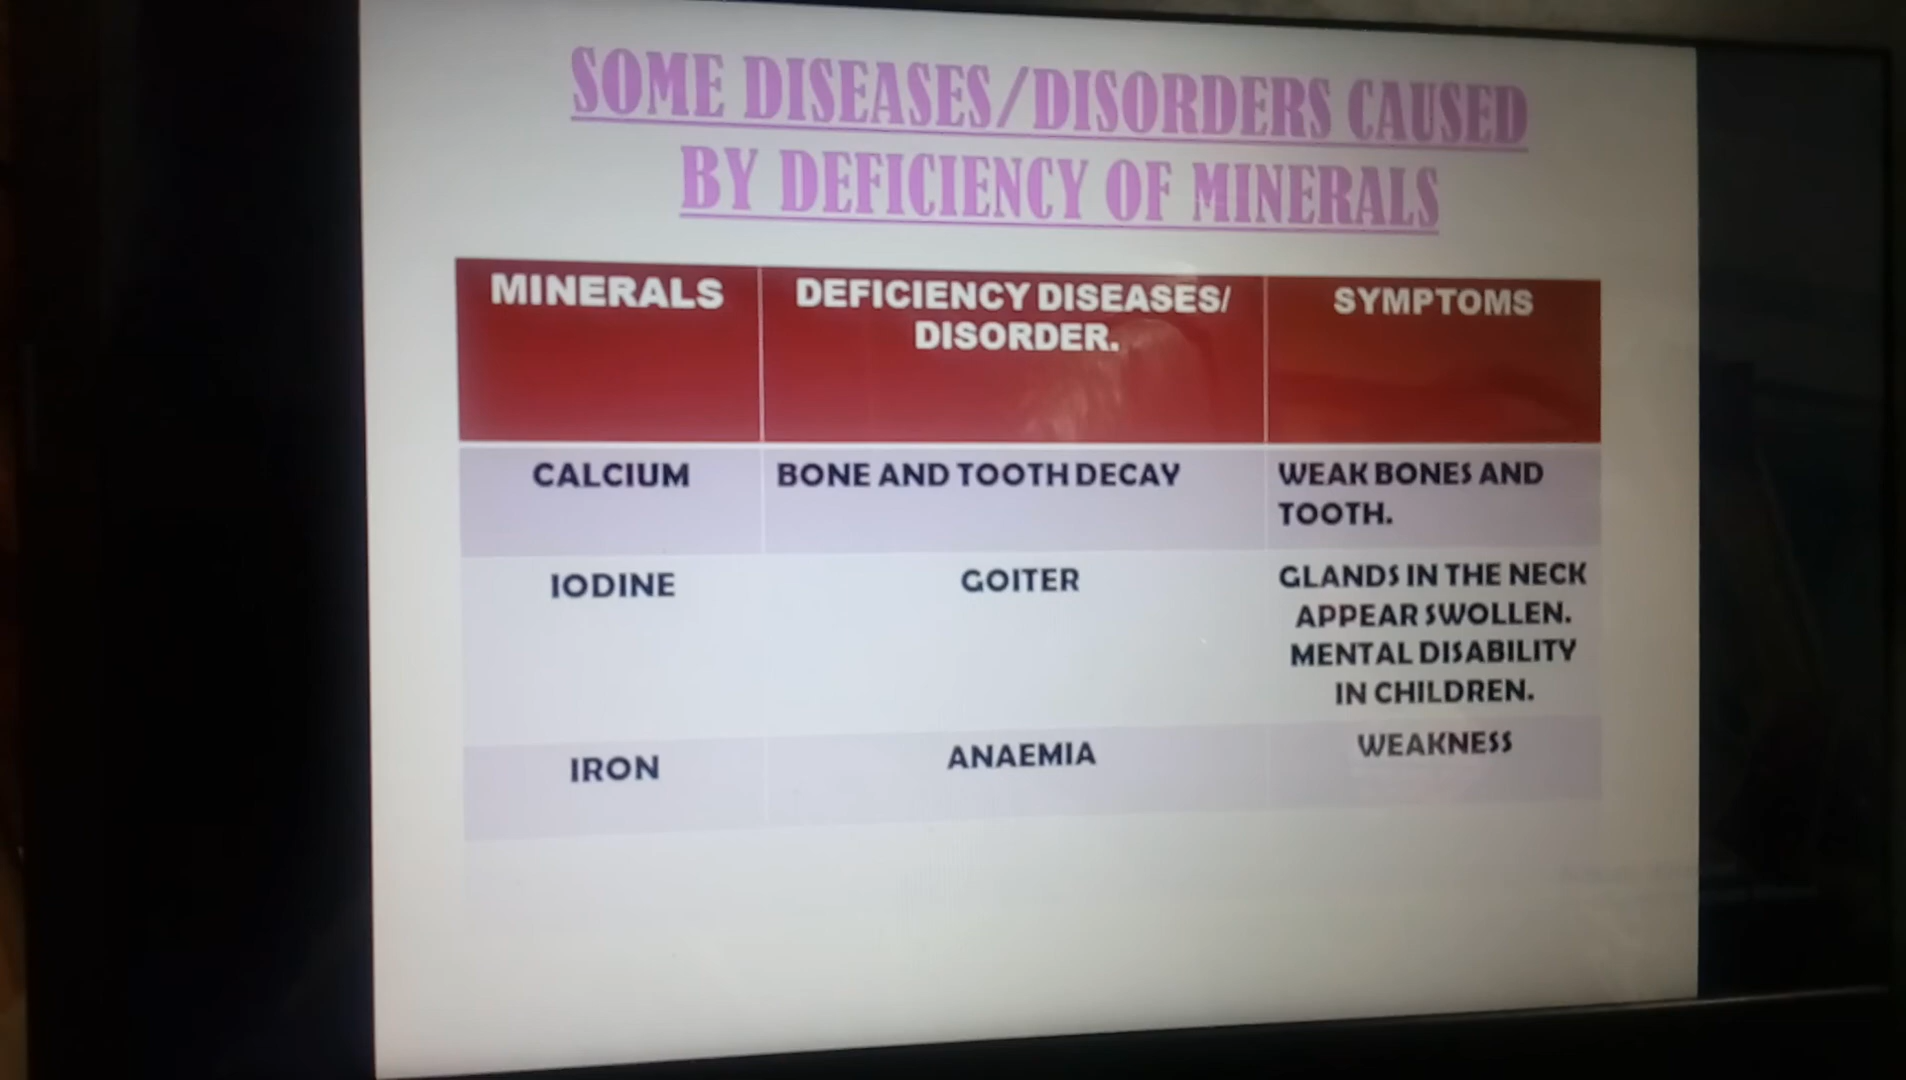 SOME DISEASES/DISORDERS CAUSED
BY DEFICIENCY OF MINERALS
MINERALS
DEFICIENCY DISEASES/
DISORDER.
SYMPTOMS
CALCIUM
BONE AND TOOTH DECAY
WEAK BONES AND
TOOTH.
IODINE
GOITER
GLANDS IN THE NECK
APPEAR SWOLLEN.
MENTAL DISABILITY
IN CHILDREN.
IRON
ANAEMIA
WEAKNESS